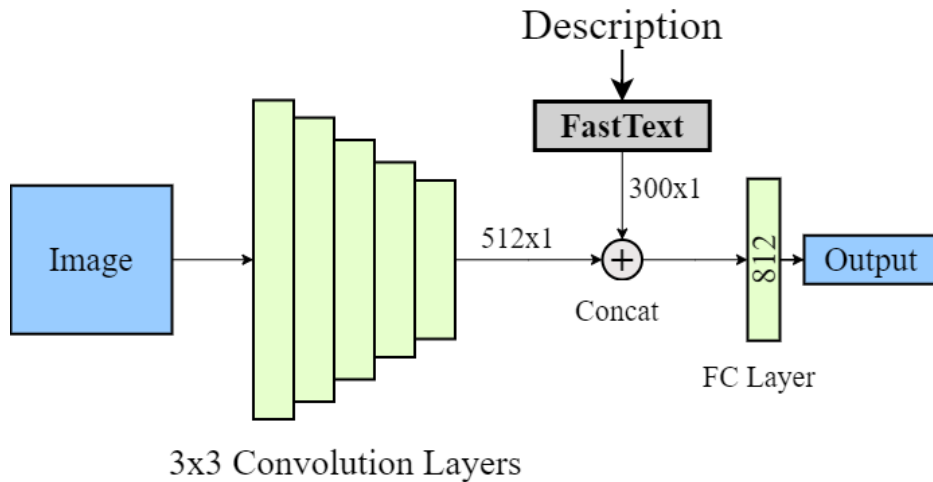 Description
FastText
300x1
Image
512x1
+
Concat
812
Output
FC Layer
3x3 Convolution Layers